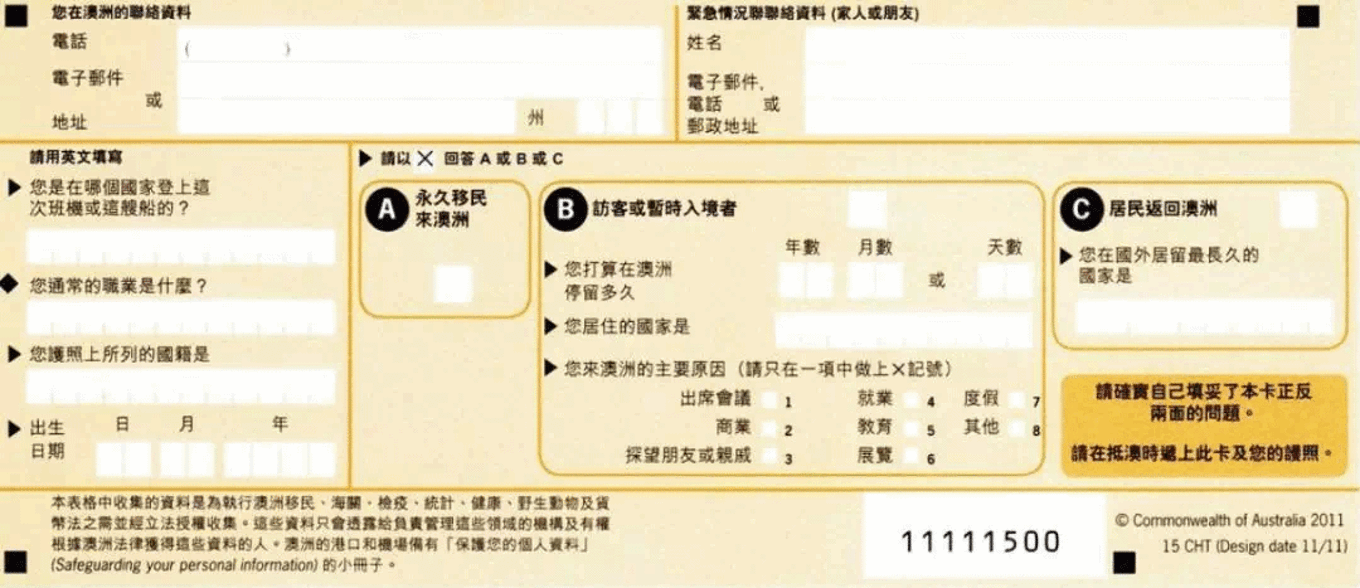 您在澳洲的聯絡資料
電話 ( )
電子郵件
或
地址
州
緊急情況聯聯絡資料 (家人或朋友)
姓名
電子郵件,
電話 或
郵政地址
請用英文填寫
您是在哪個國家登上這
次班機或這艘船的？
您通常的職業是什麼？
您護照上所列的國籍是
出生
日期
日 月 年
請以 X 回答 A 或 B 或 C
A 永久移民
來澳洲
B 訪客或暫時入境者
年數 月數 天數
您打算在澳洲
停留多久
或
您居住的國家是
您來澳洲的主要原因（請只在一項中做上X記號）
出席會議 1 就業 4 度假 7
商業 2 教育 5 其他 8
探望朋友或親戚 3 展覽 6
C 居民返回澳洲
您在國外居留最長久的
國家是
請確實自己填妥了本卡正反
兩面的問題。
請在抵澳時遞上此卡及您的護照。
本表格中收集的資料是為執行澳洲移民、海關、檢疫、統計、健康、野生動物及貨
幣法之需並經立法授權收集。這些資料只會透露給負責管理這些領域的機構及有權
根據澳洲法律獲得這些資料的人。澳洲的港口和機場備有「保護您的個人資料」
(Safeguarding your personal information) 的小冊子。
11111500
© Commonwealth of Australia 2011
15 CHT (Design date 11/11)